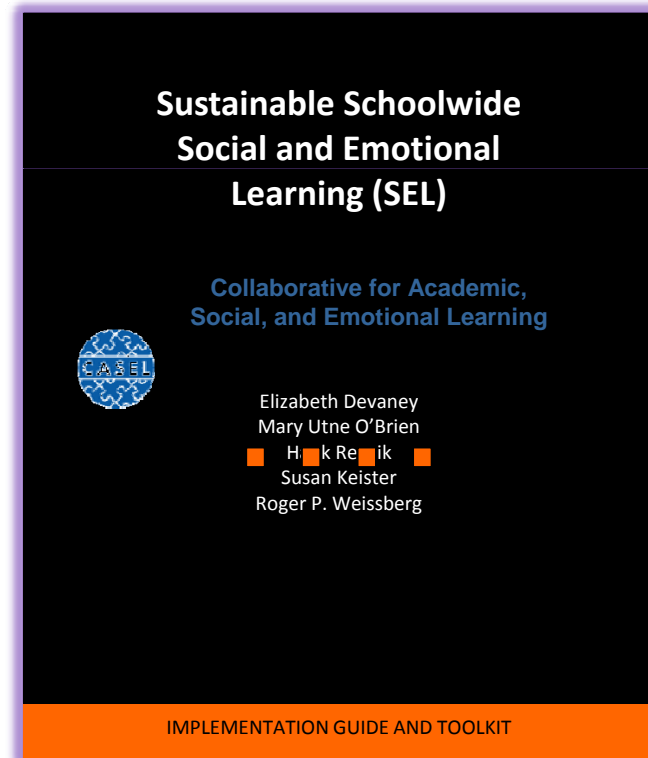 Sustainable Schoolwide
Social and Emotional
Learning (SEL)
Collaborative for Academic,
Social, and Emotional Learning
CASEL
Elizabeth Devaney
Mary Utne O’Brien
Susan Keister
Roger P. Weissberg
IMPLEMENTATION GUIDE AND TOOLKIT